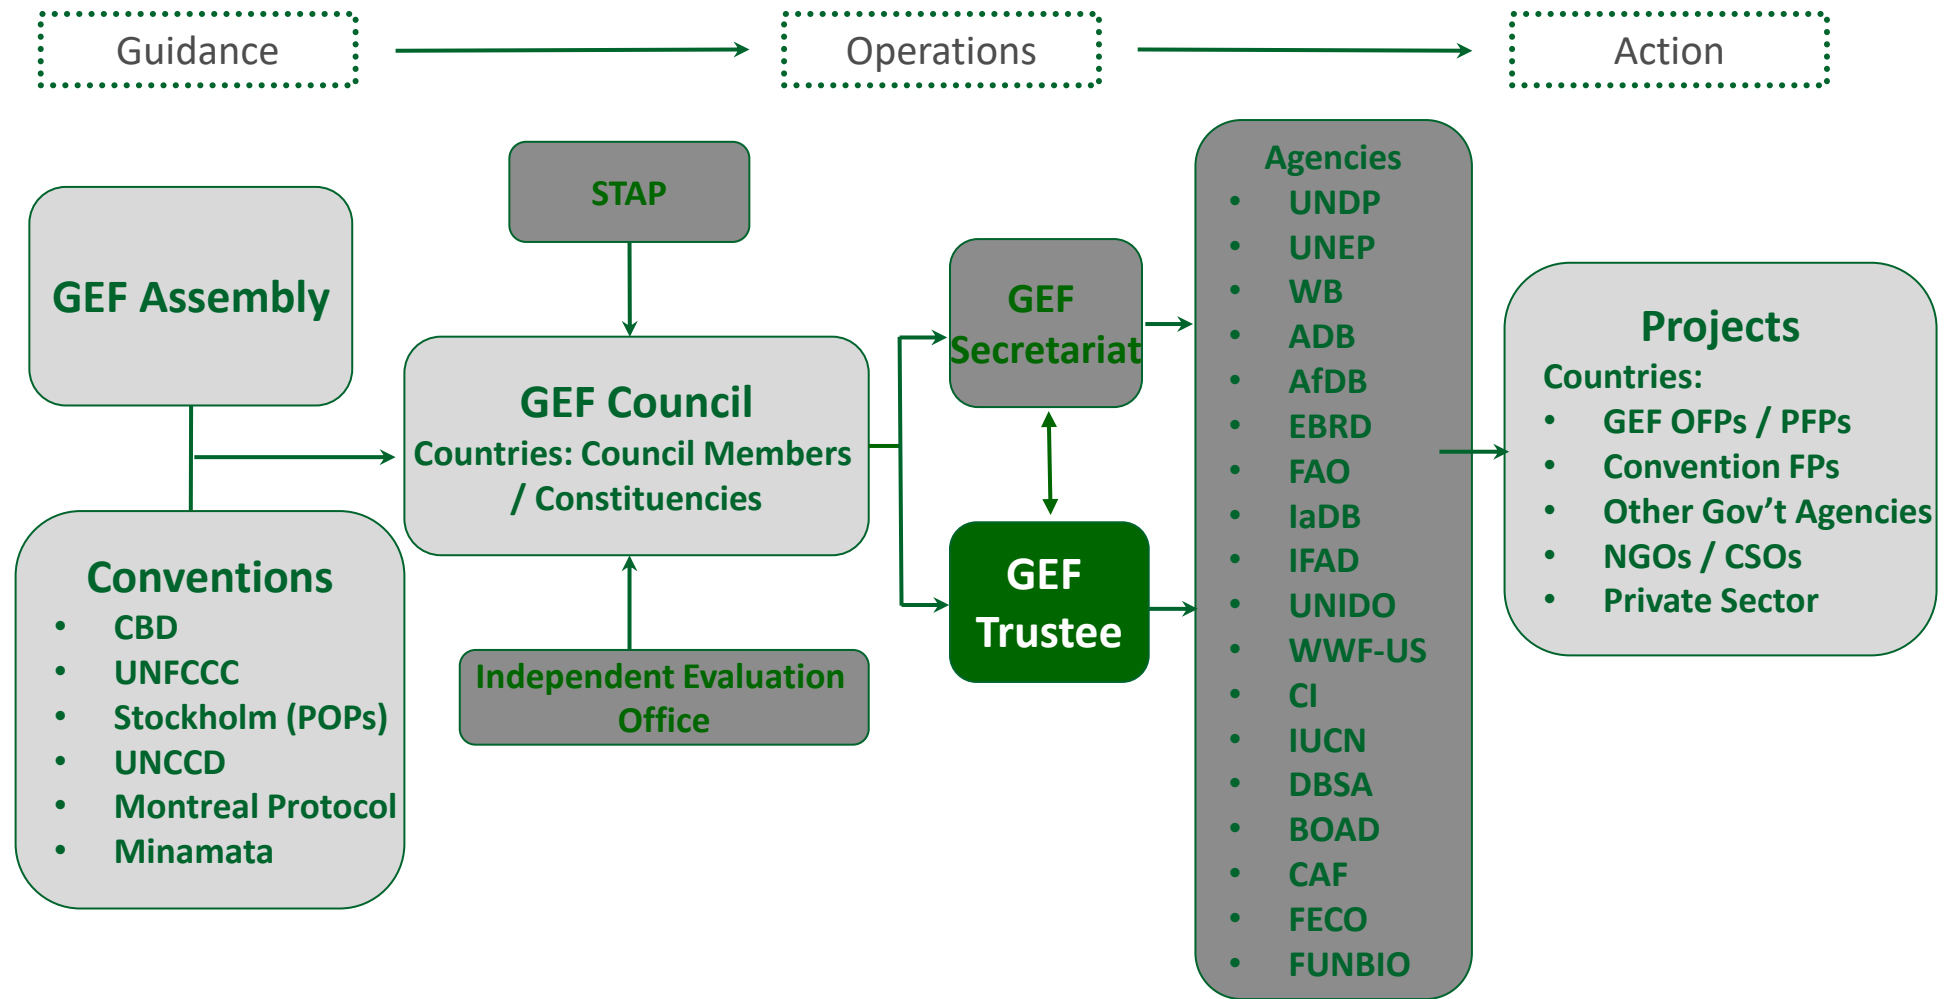 Guidance
Operations
Action
GEF Assembly
Conventions
• CBD
• UNFCCC
• Stockholm (POPs)
• UNCCD
• Montreal Protocol
• Minamata
STAP
GEF Council
Countries: Council Members
/ Constituencies
Independent Evaluation
Office
GEF
Secretariat
GEF
Trustee
Agencies
• UNDP
• UNEP
• WB
• ADB
• AfDB
• EBRD
• FAO
• IaDB
• IFAD
• UNIDO
• WWF-US
• CI
• IUCN
• DBSA
• BOAD
• CAF
• FECO
• FUNBIO
Projects
Countries:
• GEF OFPs / PFPs
• Convention FPs
• Other Gov’t Agencies
• NGOs / CSOs
• Private Sector